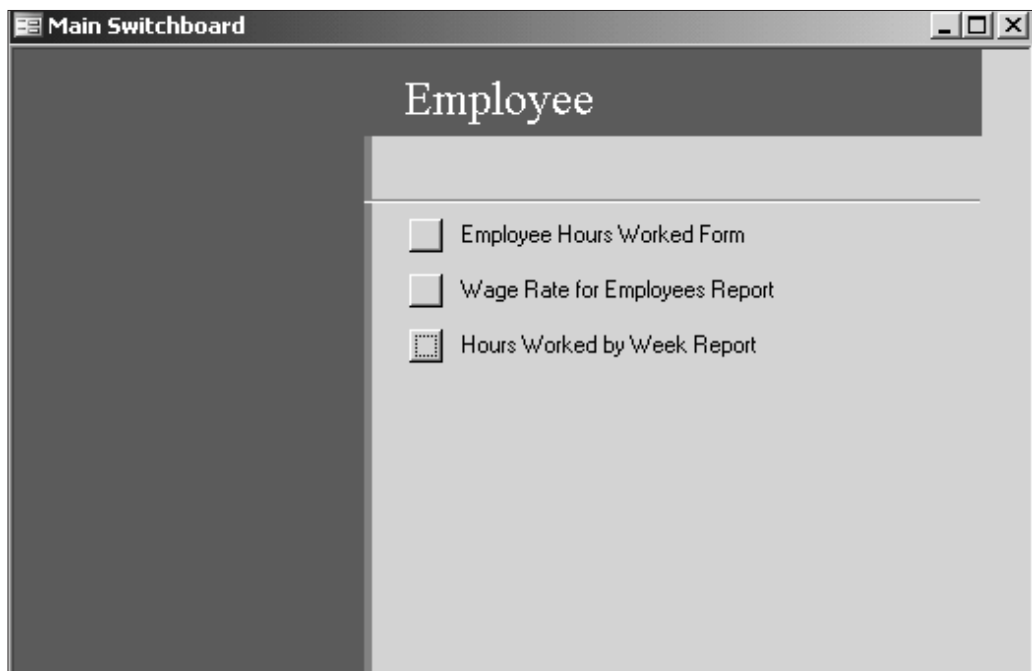 Main Switchboard
Employee
Employee Hours Worked Form
Wage Rate for Employees Report
Hours Worked by Week Report